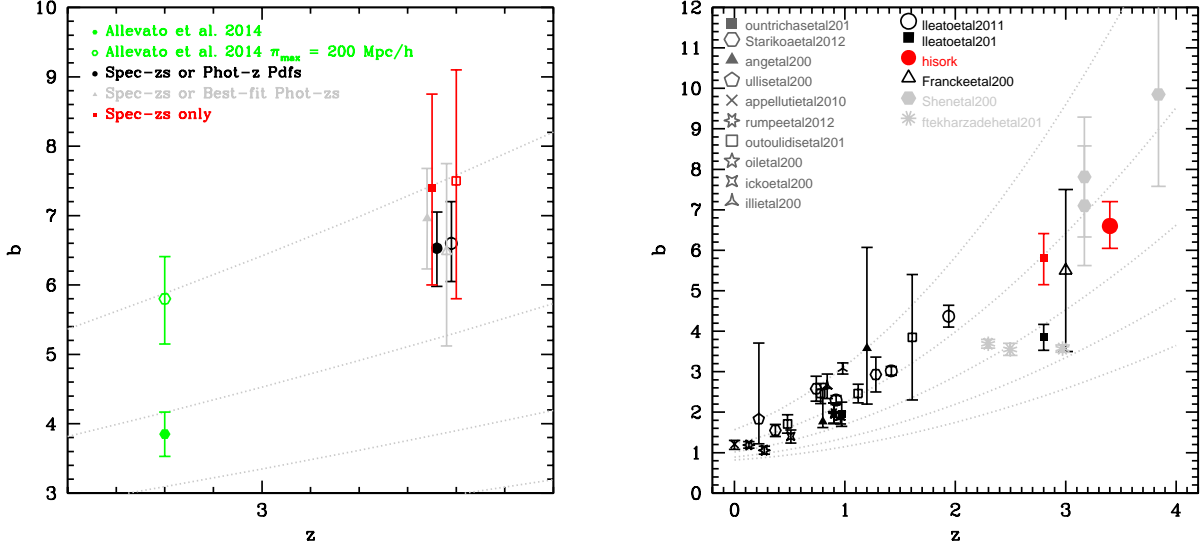 Allevato et al. 2014
Allevato et al. 2014 π_max = 200 Mpc/h
Spec-zs or Phot-z Pdfs
Spec-zs or Best-fit Phot-zs
Spec-zs only
10
9
8
7
6
5
4
3
b
3
z
ountrichasetal201
Starikoaetal2012
angetal200
ullisetal200
appellutietal2010
rumpeetal2012
outoulidisetal201
oiletal200
ickoetal200
illietal200
lleatoetal2011
lleatoetal201
hisork
Franckeetal200
Shenetal200
ftekharzadehetal201
12
11
10
9
8
7
6
5
4
3
2
1
0
b
0 1 2 3 4
z